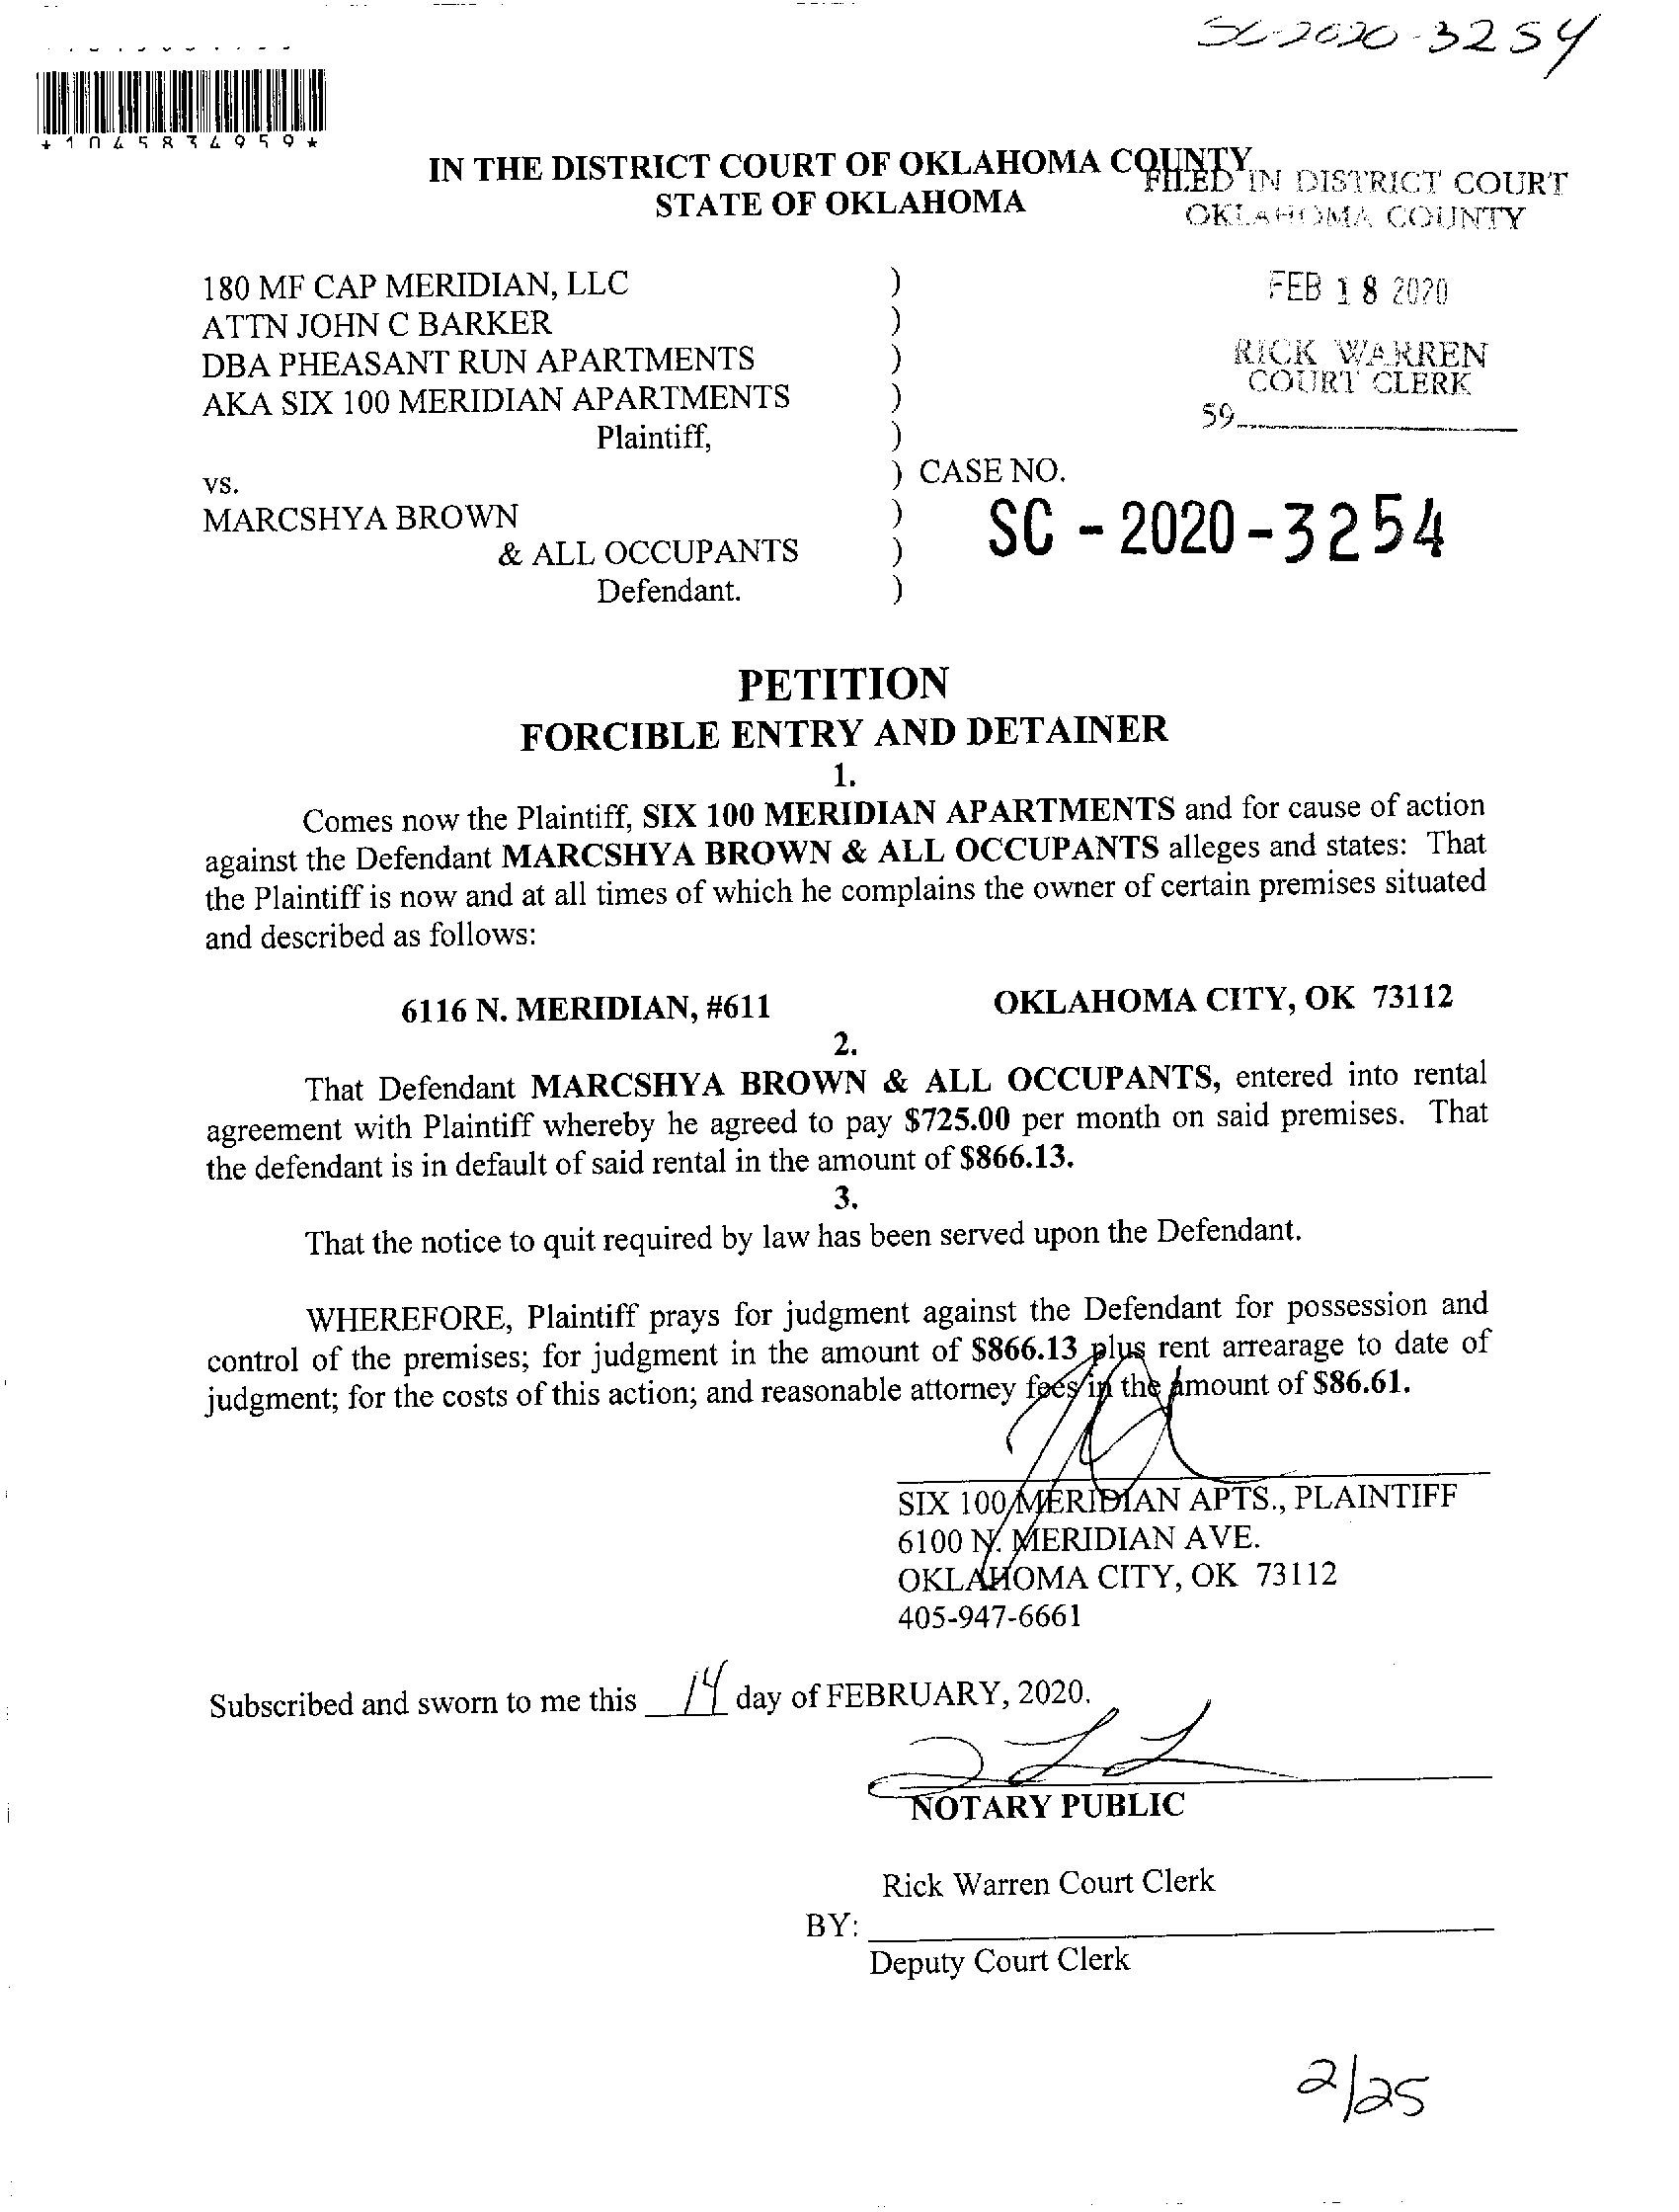 SC-2020-3254
*1045834959*
IN THE DISTRICT COURT OF OKLAHOMA COUNTY
STATE OF OKLAHOMA
FILED IN DISTRICT COURT
OKLAHOMA COUNTY
FEB 18 2020
RICK WARREN
COURT CLERK
59
180 MF CAP MERIDIAN, LLC )
ATTN JOHN C BARKER )
DBA PHEASANT RUN APARTMENTS )
AKA SIX 100 MERIDIAN APARTMENTS )
Plaintiff, )
vs. ) CASE NO.
MARCSHYA BROWN ) SC - 2020 - 3254
& ALL OCCUPANTS )
Defendant. )
PETITION
FORCIBLE ENTRY AND DETAINER
1.
Comes now the Plaintiff, SIX 100 MERIDIAN APARTMENTS and for cause of action
against the Defendant MARCSHYA BROWN & ALL OCCUPANTS alleges and states: That
the Plaintiff is now and at all times of which he complains the owner of certain premises situated
and described as follows:
6116 N. MERIDIAN, #611 OKLAHOMA CITY, OK 73112
2.
That Defendant MARCSHYA BROWN & ALL OCCUPANTS, entered into rental
agreement with Plaintiff whereby he agreed to pay $725.00 per month on said premises. That
the defendant is in default of said rental in the amount of $866.13.
3.
That the notice to quit required by law has been served upon the Defendant.
WHEREFORE, Plaintiff prays for judgment against the Defendant for possession and
control of the premises; for judgment in the amount of $866.13 plus rent arrearage to date of
judgment; for the costs of this action; and reasonable attorney fees in the amount of $86.61.
SIX 100 MERIDIAN APTS., PLAINTIFF
6100 N. MERIDIAN AVE.
OKLAHOMA CITY, OK 73112
405-947-6661
Subscribed and sworn to me this 14 day of FEBRUARY, 2020.
NOTARY PUBLIC
Rick Warren Court Clerk
BY:
Deputy Court Clerk
2/25